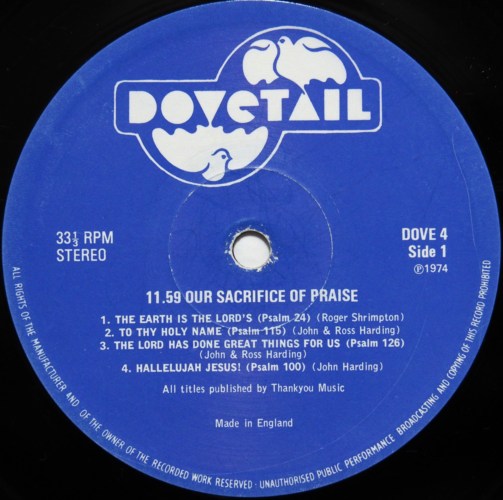 DOVETAIL
33⅓ RPM
STEREO
DOVE 4
Side 1
℗1974
11.59 OUR SACRIFICE OF PRAISE
1. THE EARTH IS THE LORD'S (Psalm 24) (Roger Shrimpton)
2. TO THY HOLY NAME (Psalm 115) (John & Ross Harding)
3. THE LORD HAS DONE GREAT THINGS FOR US (Psalm 126)
(John & Ross Harding)
4. HALLELUJAH JESUS! (Psalm 100) (John Harding)
All titles published by Thankyou Music
Made in England
ALL RIGHTS OF THE MANUFACTURER AND OF THE OWNER OF THE RECORDED WORK RESERVED · UNAUTHORISED PUBLIC PERFORMANCE BROADCASTING AND COPYING OF THIS RECORD PROHIBITED